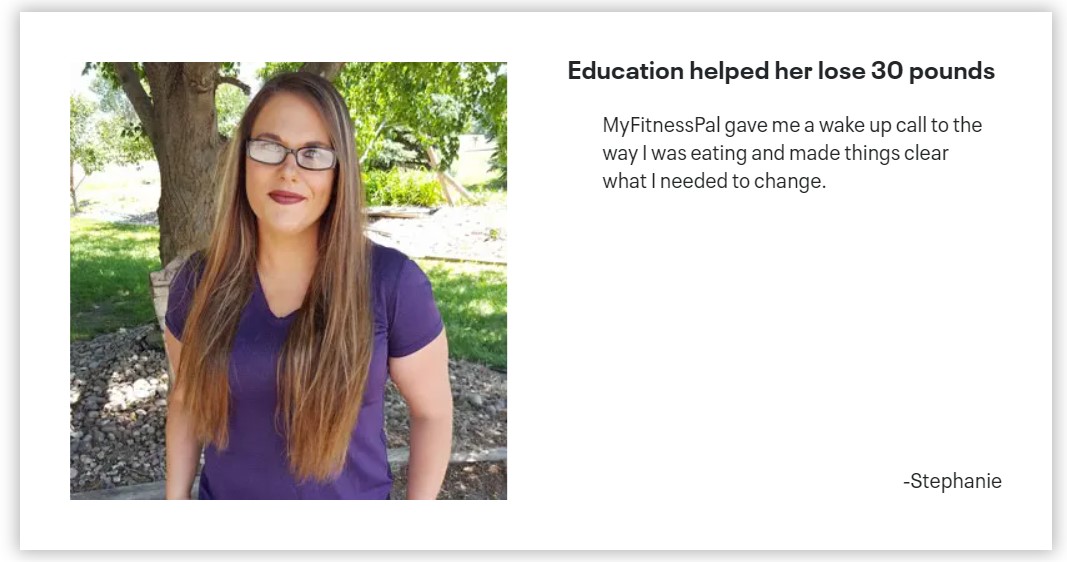 Education helped her lose 30 pounds
MyFitnessPal gave me a wake up call to the
way I was eating and made things clear
what I needed to change.
-Stephanie